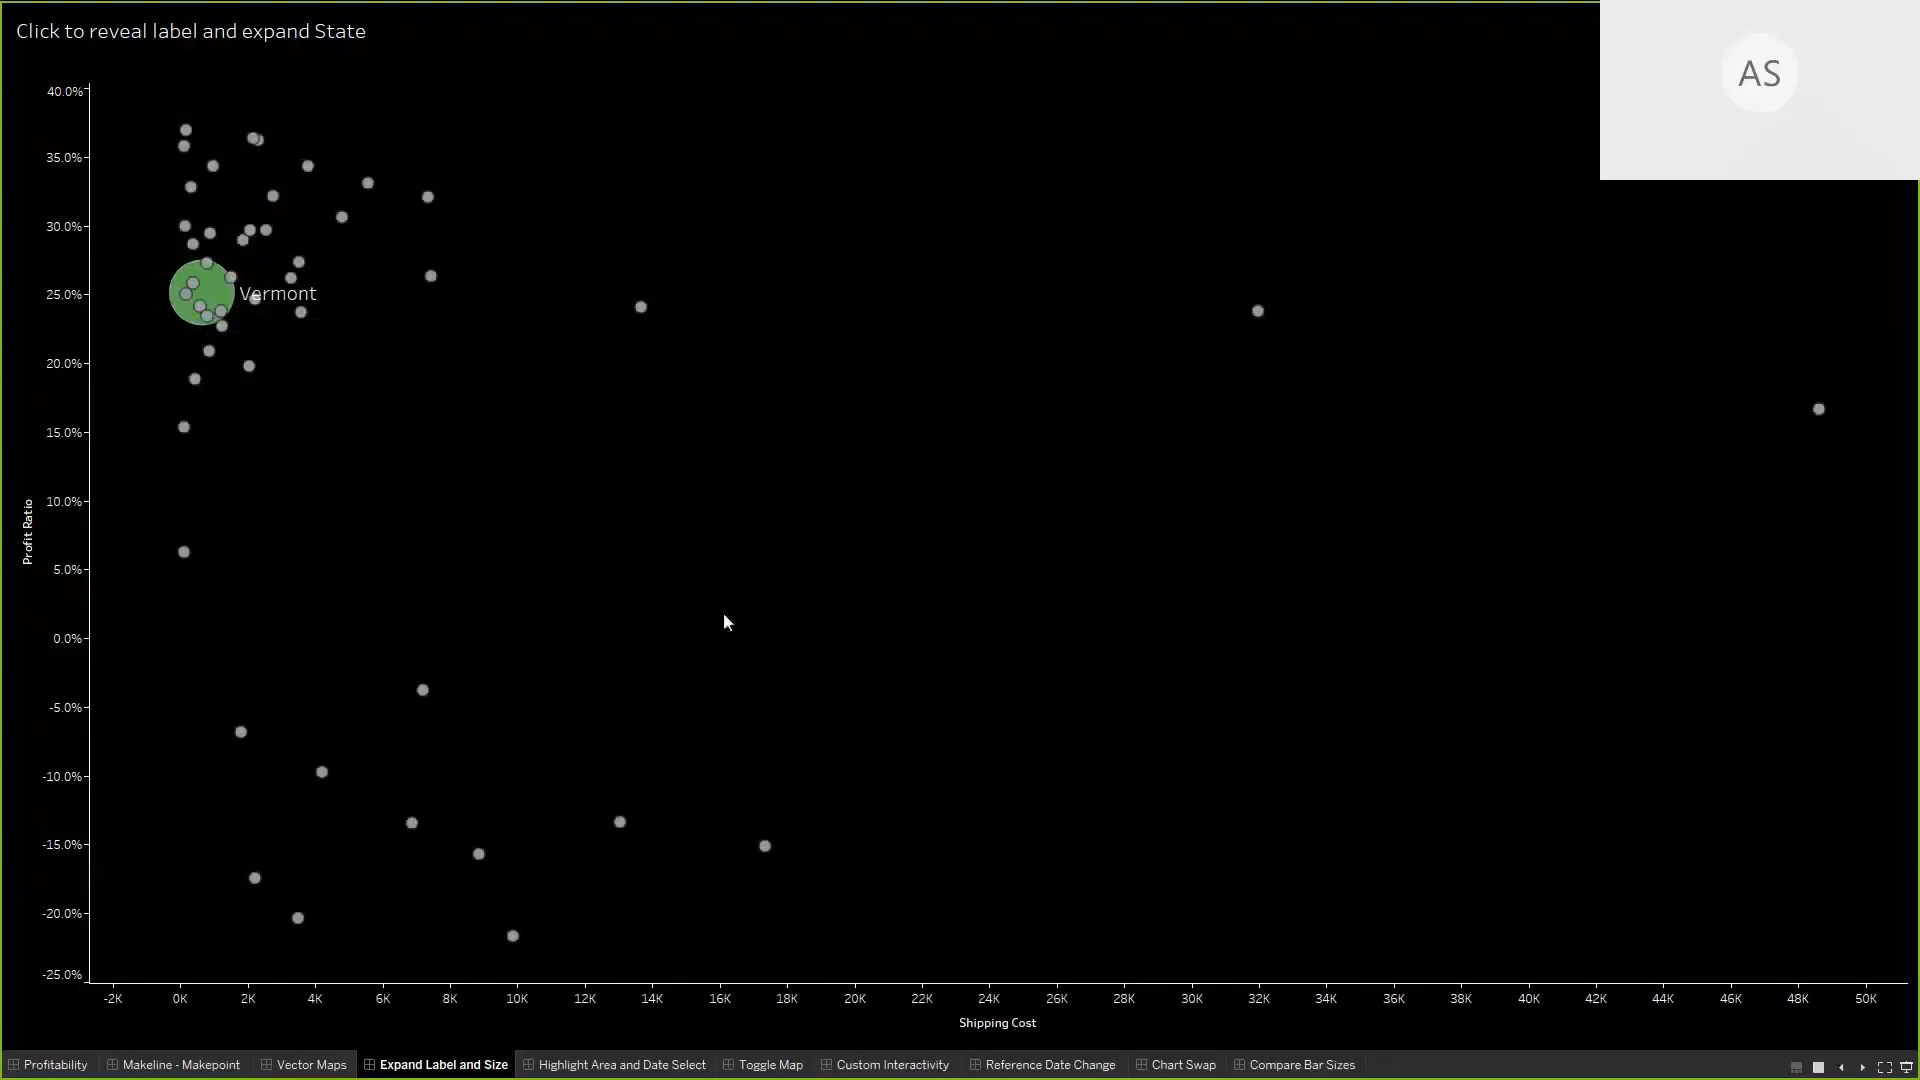 Click to reveal label and expand State
AS
40.0%
35.0%
30.0%
25.0%
20.0%
15.0%
10.0%
5.0%
0.0%
-5.0%
-10.0%
-15.0%
-20.0%
-25.0%
Profit Ratio
Vermont
-2K 0K 2K 4K 6K 8K 10K 12K 14K 16K 18K 20K 22K 24K 26K 28K 30K 32K 34K 36K 38K 40K 42K 44K 46K 48K 50K
Shipping Cost
Profitability Makeline - Makepoint Vector Maps Expand Label and Size Highlight Area and Date Select Toggle Map Custom Interactivity Reference Date Change Chart Swap Compare Bar Sizes